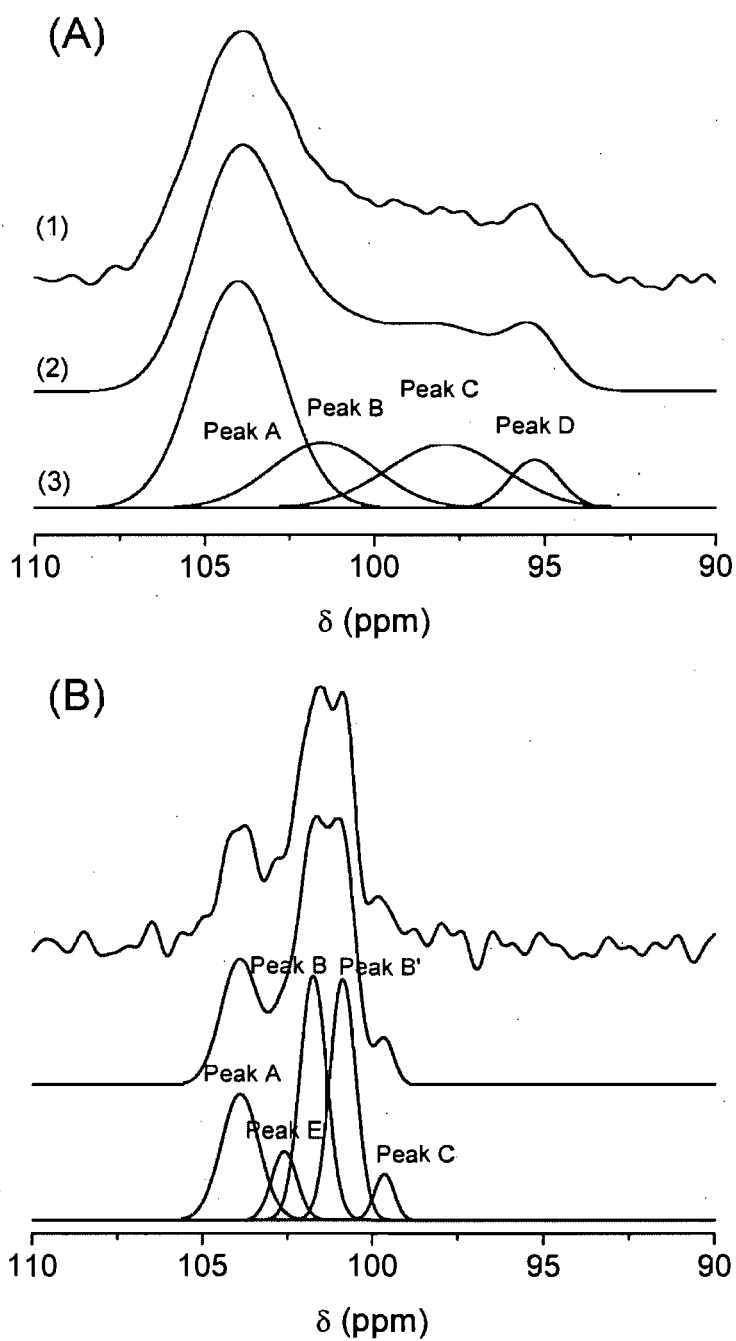 (A)
(1)
(2)
Peak C
Peak B
Peak D
Peak A
(3)
110 105 100 95 90
δ (ppm)
(B)
Peak B Peak B'
Peak A
Peak E
Peak C
110 105 100 95 90
δ (ppm)